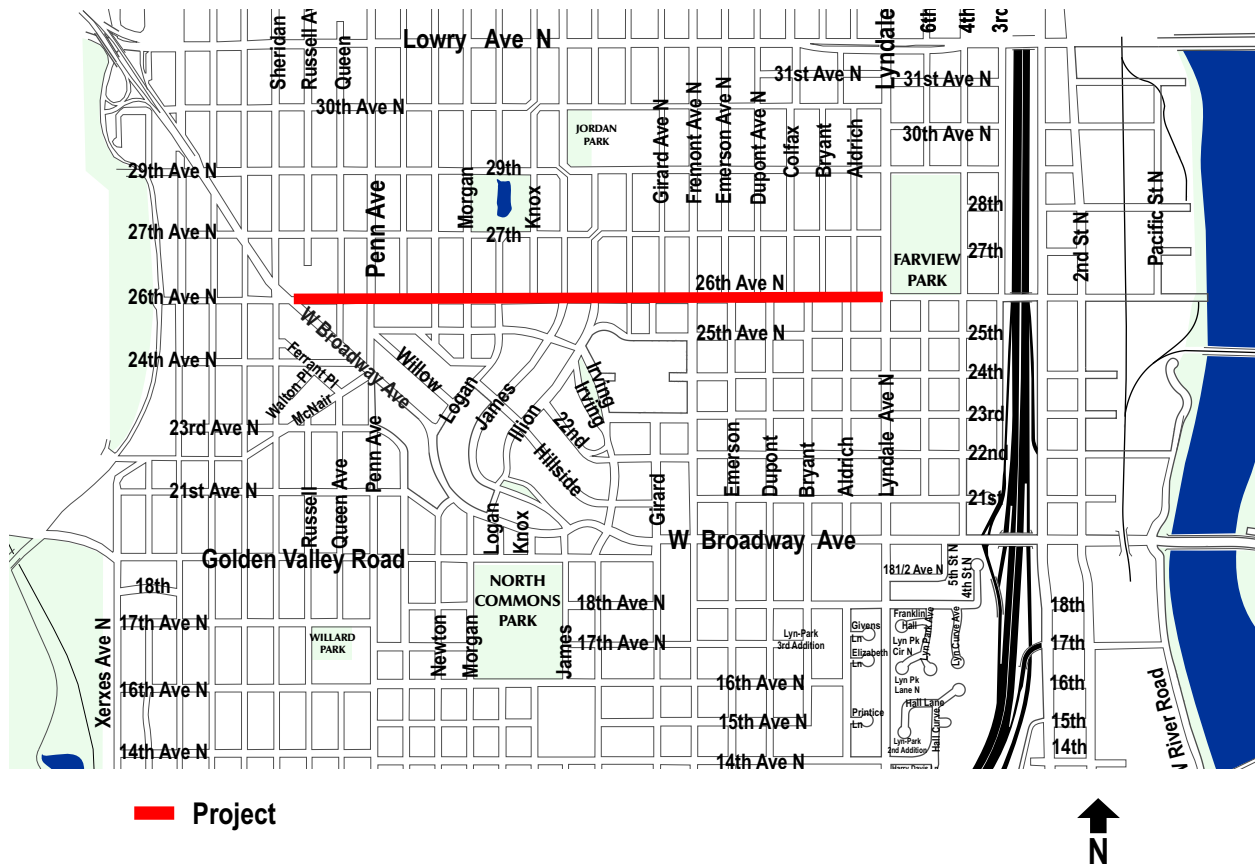 Lowry Ave N
Sheridan
Russell A
Queen
Lyndale
6th
4th
3rd
31st Ave N
31st Ave N
30th Ave N
30th Ave N
JORDAN
PARK
Girard Ave N
Fremont Ave N
Emerson Ave N
Dupont Ave N
Colfax
Bryant
Aldrich
29th Ave N
29th
Morgan
Knox
Penn Ave
28th
2nd St N
Pacific St N
27th Ave N
27th
27th
FARVIEW
PARK
26th Ave N
26th Ave N
W Broadway Ave
25th Ave N
25th
24th Ave N
Ferrant Pl
Walton Pl
McNair
Willow
Logan
James
Illion
Irving
Irving
22nd
Hillside
24th
23rd Ave N
Penn Ave
23rd
Lyndale Ave N
Emerson
Dupont
Bryant
Aldrich
22nd
21st Ave N
Russell
Queen Ave
Logan
Knox
Girard
21st
Golden Valley Road
W Broadway Ave
18th
NORTH
COMMONS
PARK
181/2 Ave N
5th St N
4th St N
18th Ave N
18th
17th Ave N
WILLARD
PARK
Newton
Morgan
James
17th Ave N
Lyn-Park
3rd Addition
Givens
Ln
Elizabeth
Ln
Franklin
Hall
Lyn Pk
Cir N
Lyn Park Ave
Lyn Curve Ave
17th
Xerxes Ave N
16th Ave N
16th Ave N
Lyn Pk
Lane N
16th
15th Ave N
Printice
Ln
Hall Lane
Hall Curve
15th
14th Ave N
14th Ave N
Lyn-Park
2nd Addition
14th
River Road
Project
N